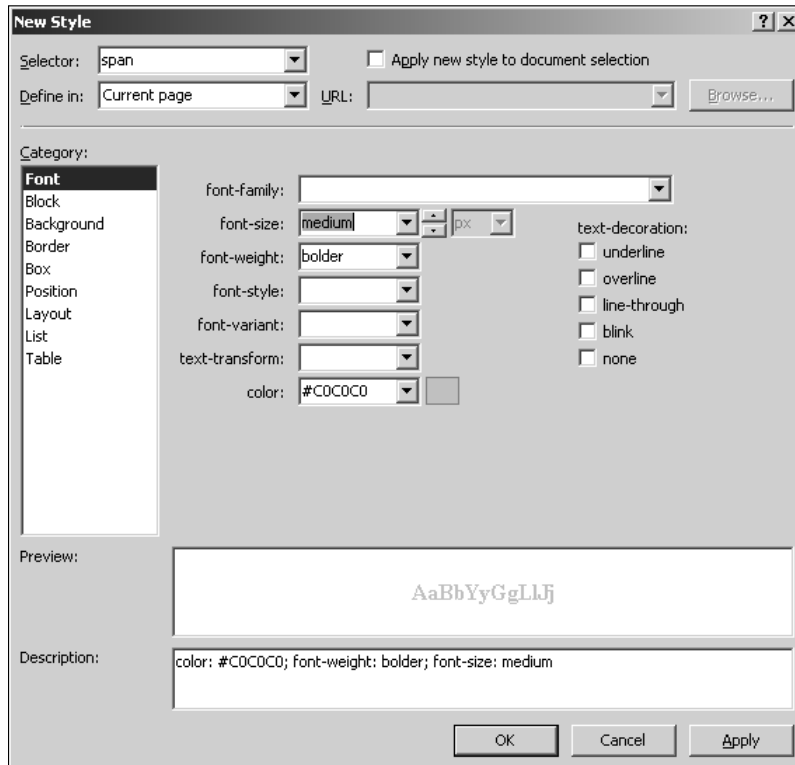 New Style
Selector: span Apply new style to document selection
Define in: Current page URL: Browse...
Category:
Font
Block
Background
Border
Box
Position
Layout
List
Table
font-family:
font-size: medium px
font-weight: bolder
font-style:
font-variant:
text-transform:
color: #C0C0C0
text-decoration:
underline
overline
line-through
blink
none
Preview:
AaBbYyGgLlJj
Description:
color: #C0C0C0; font-weight: bolder; font-size: medium
OK Cancel Apply